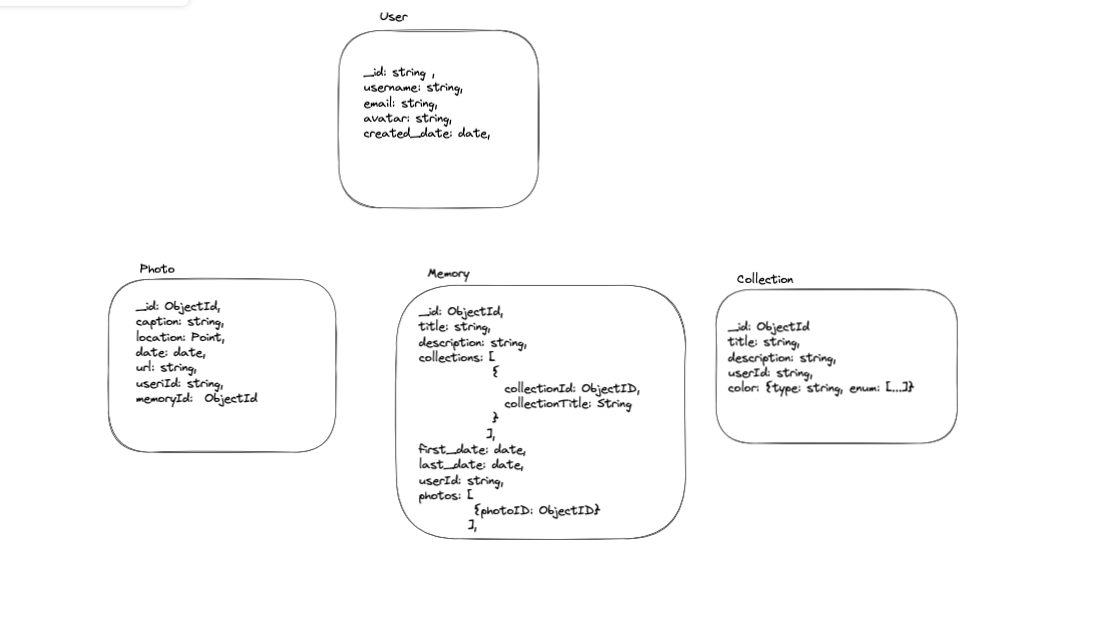 User
_id: string ,
username: string,
email: string,
avatar: string,
created_date: date,
Photo
_id: ObjectId,
caption: string,
location: Point,
date: date,
url: string,
useriId: string,
memoryId: ObjectId
Memory
_id: ObjectId,
title: string,
description: string,
collections: [
{
collectionId: ObjectID,
collectionTitle: String
}
],
first_date: date,
last_date: date,
userId: string,
photos: [
{photoID: ObjectID}
],
Collection
_id: ObjectId
title: string,
description: string,
userId: string,
color: {type: string, enum: [...]}